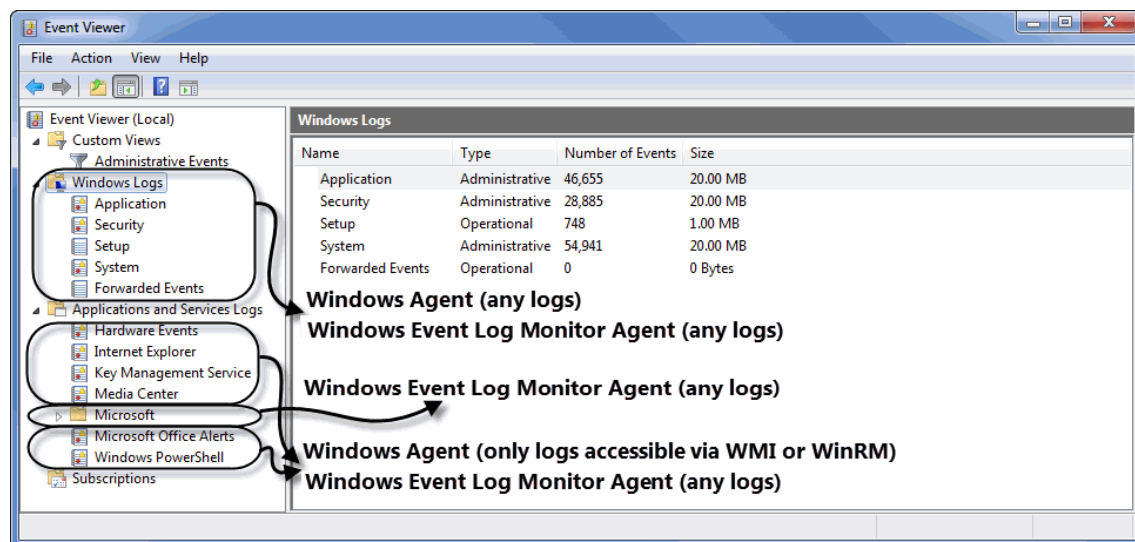 Event Viewer
File Action View Help
Event Viewer (Local)
Custom Views
Administrative Events
Windows Logs
Application
Security
Setup
System
Forwarded Events
Applications and Services Logs
Hardware Events
Internet Explorer
Key Management Service
Media Center
Microsoft
Microsoft Office Alerts
Windows PowerShell
Subscriptions
Windows Logs
Name Type Number of Events Size
Application Administrative 46,655 20.00 MB
Security Administrative 28,885 20.00 MB
Setup Operational 748 1.00 MB
System Administrative 54,941 20.00 MB
Forwarded Events Operational 0 0 Bytes
Windows Agent (any logs)
Windows Event Log Monitor Agent (any logs)
Windows Event Log Monitor Agent (any logs)
Windows Agent (only logs accessible via WMI or WinRM)
Windows Event Log Monitor Agent (any logs)